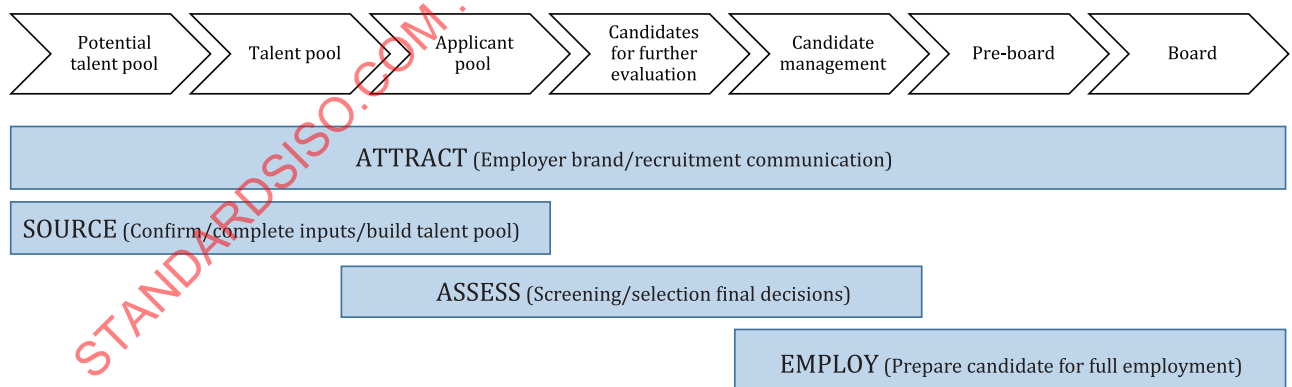 Potential
talent pool
Talent pool
Applicant
pool
Candidates
for further
evaluation
Candidate
management
Pre-board
Board
ATTRACT (Employer brand/recruitment communication)
SOURCE (Confirm/complete inputs/build talent pool)
ASSESS (Screening/selection final decisions)
EMPLOY (Prepare candidate for full employment)
STANDARDSISO.COM